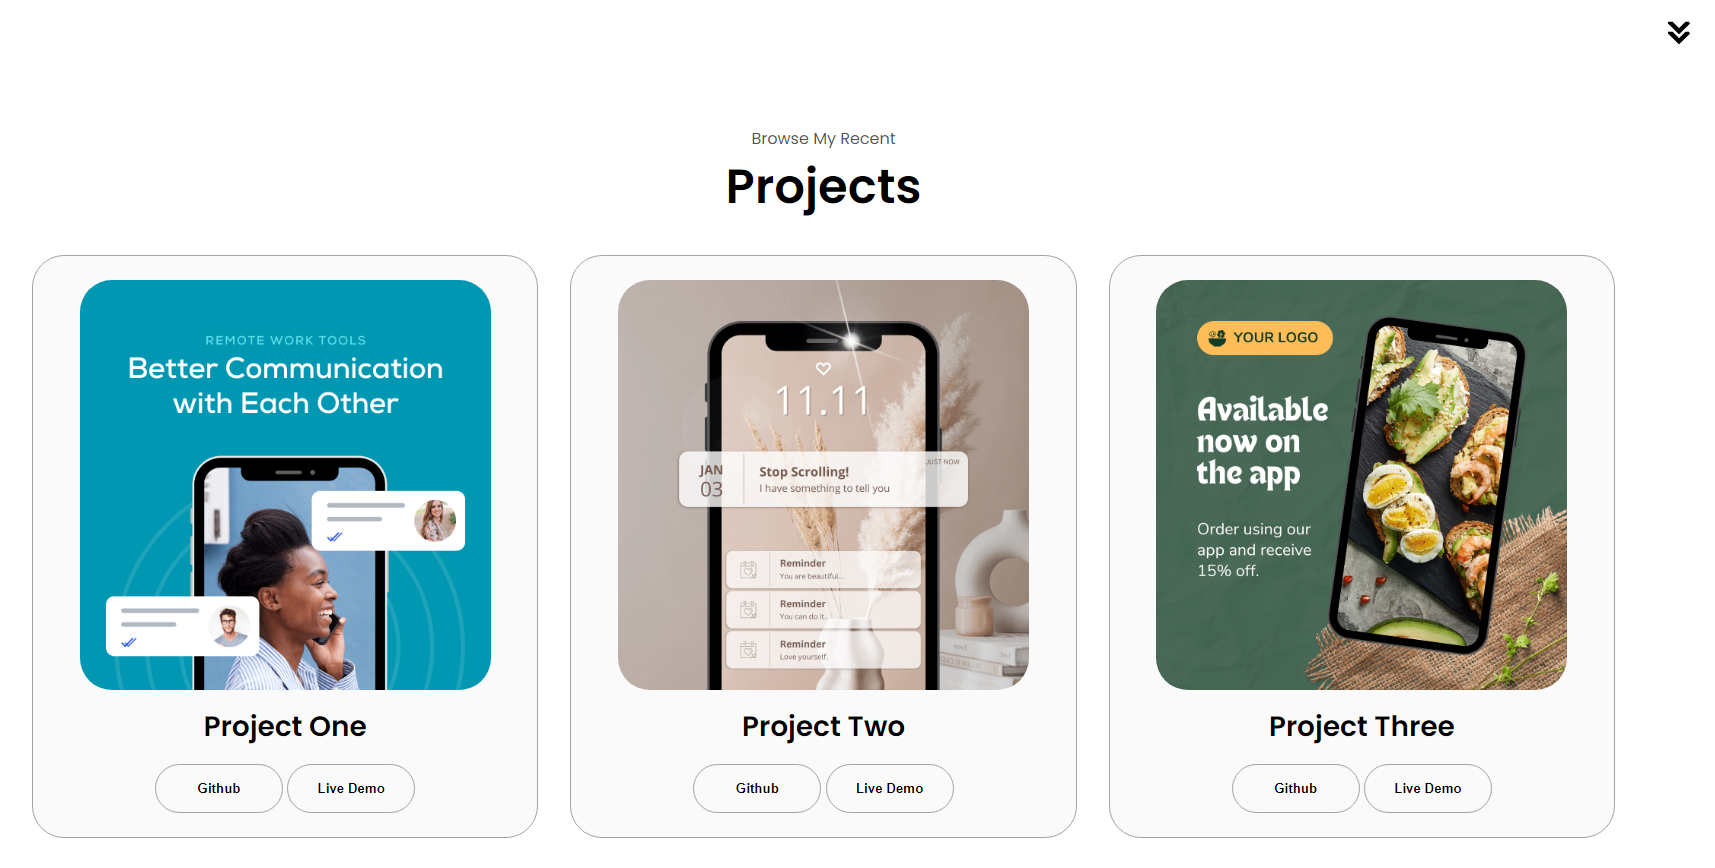 Browse My Recent
Projects
REMOTE WORK TOOLS
Better Communication
with Each Other
Project One
Github
Live Demo
11.11
JAN
03
Stop Scrolling!
I have something to tell you
JUST NOW
Reminder
You are beautiful...
Reminder
You can do it..
Reminder
Love yourself.
Project Two
Github
Live Demo
YOUR LOGO
Available
now on
the app
Order using our
app and receive
15% off.
Project Three
Github
Live Demo